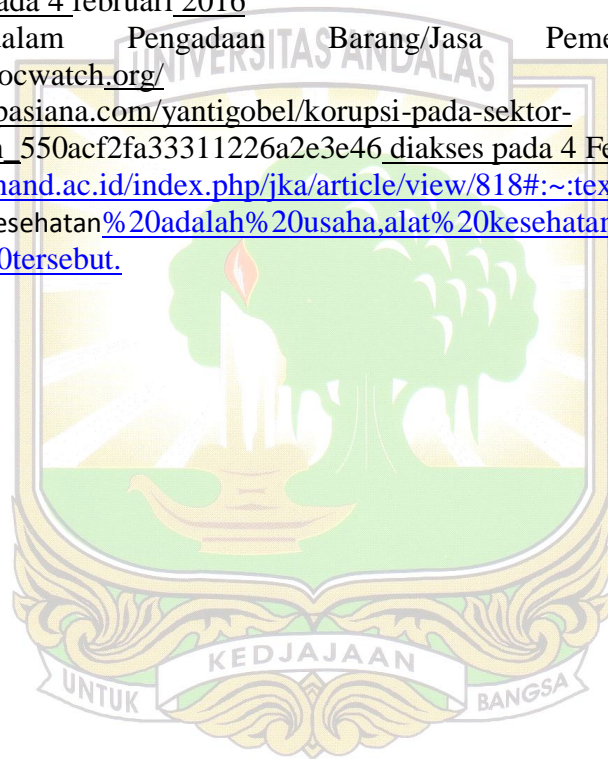 ada 4 februari 2016
alam Pengadaan Barang/Jasa Peme
ocwatch.org/
pasiana.com/yantigobel/korupsi-pada-sektor-
n_550acf2fa33311226a2e3e46 diakses pada 4 Fe
nand.ac.id/index.php/jka/article/view/818#:~:tex
esehatan%20adalah%20usaha,alat%20kesehatan
0tersebut.
UNIVERSITAS ANDALAS
UNTUK KEDJAJAAN BANGSA